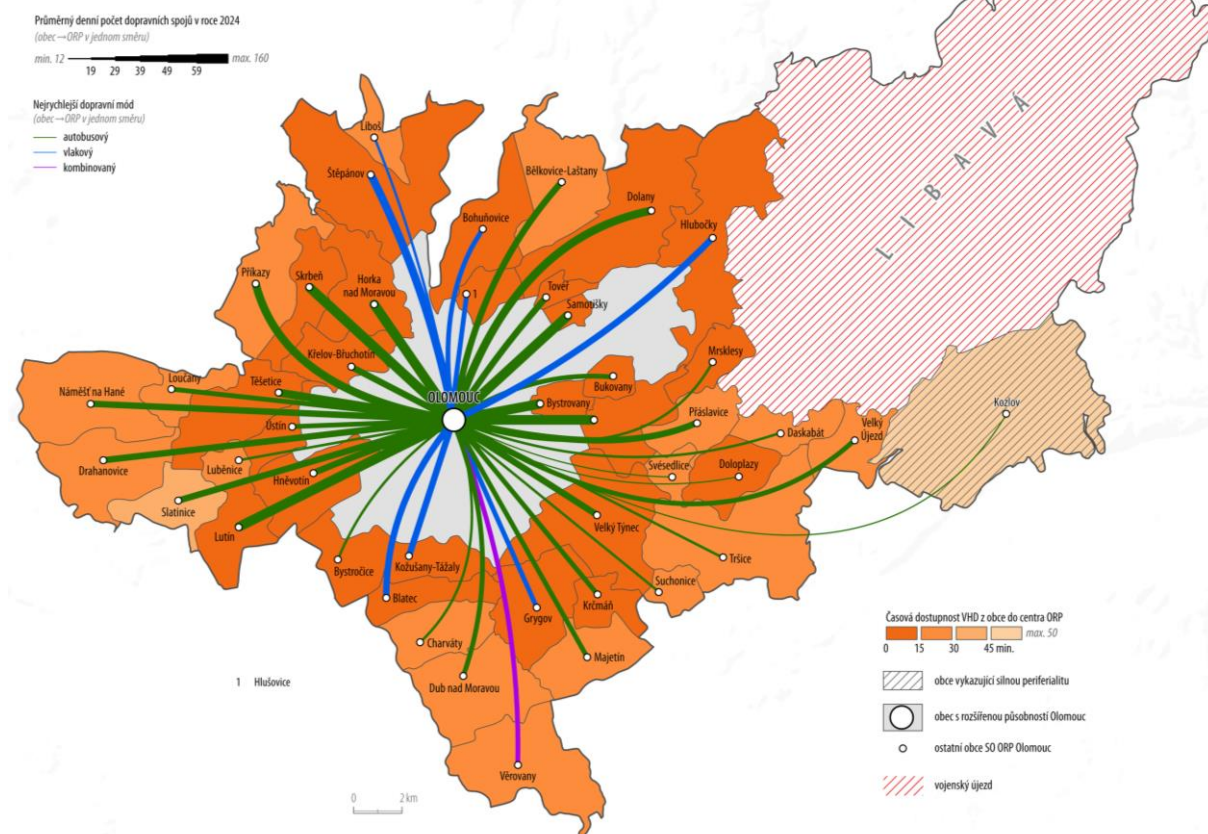 Průměrný denní počet dopravních spojů v roce 2024
(obec→ORP v jednom směru)
min. 12 max. 160
19 29 39 49 59
Nejrychlejší dopravní mód
(obec→ORP v jednom směru)
autobusový
vlakový
kombinovaný
LIBAVÁ
Liboš
Štěpánov
Bělkovice-Lašťany
Dolany
Bohuňovice
Hlubočky
Příkazy
Skrbeň
Horka
nad Moravou
1
Tovéř
Samotišky
Křelov-Břuchotín
Mrsklesy
Loučany
Těšetice
Náměšť na Hané
OLOMOUC
Bukovany
Bystrovany
Kozlov
Ústín
Přáslavice
Daskabát
Velký
Újezd
Drahanovice
Luběnice
Hněvotín
Svésedlice
Doloplazy
Slatinice
Lutín
Velký Týnec
Bystročice
Kožušany-Tážaly
Tršice
Suchonice
Blatec
Grygov
Krčmaň
Charváty
Majetín
Dub nad Moravou
Věrovany
1 Hlušovice
0 2 km
Časová dostupnost VHD z obce do centra ORP
max. 50
0 15 30 45 min.
obce vykazující silnou periferialitu
obec s rozšířenou působností Olomouc
ostatní obce SO ORP Olomouc
vojenský újezd